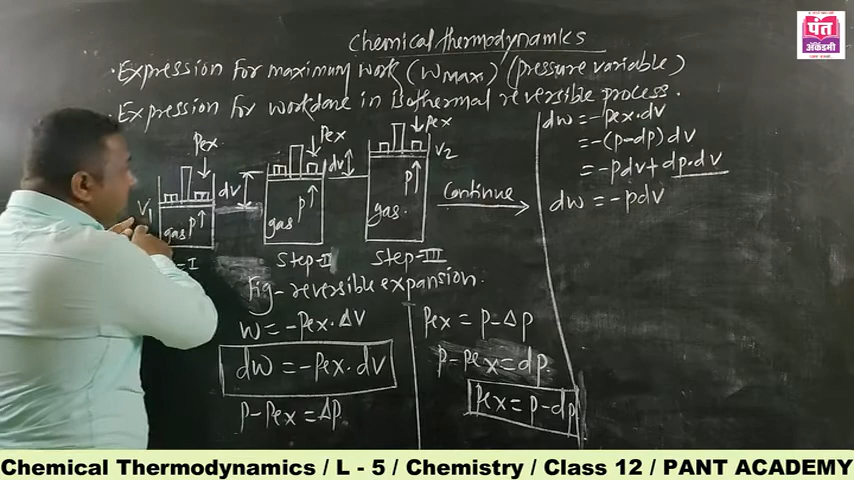 पंत
अॅकॅडमी
Chemical thermodynamics
· Expression for maximum work (Wmax) (pressure variable)
· Expression for workdone in isothermal reversible process.
Pex
Pex
Pex
dv
dv
V1
V2
gas P↑
gas P↑
gas. P↑
Continue
-I
Step-II
Step-III
Fig- reversible expansion.
W = -Pex·ΔV
dw = -Pex·dv
P-Pex = ΔP
Pex = P-ΔP
P-Pex = dp.
Pex = P-dp
dw = -Pex·dv
= -(P-dp) dv
= -Pdv + dp·dv
dw = -Pdv
Chemical Thermodynamics / L - 5 / Chemistry / Class 12 / PANT ACADEMY